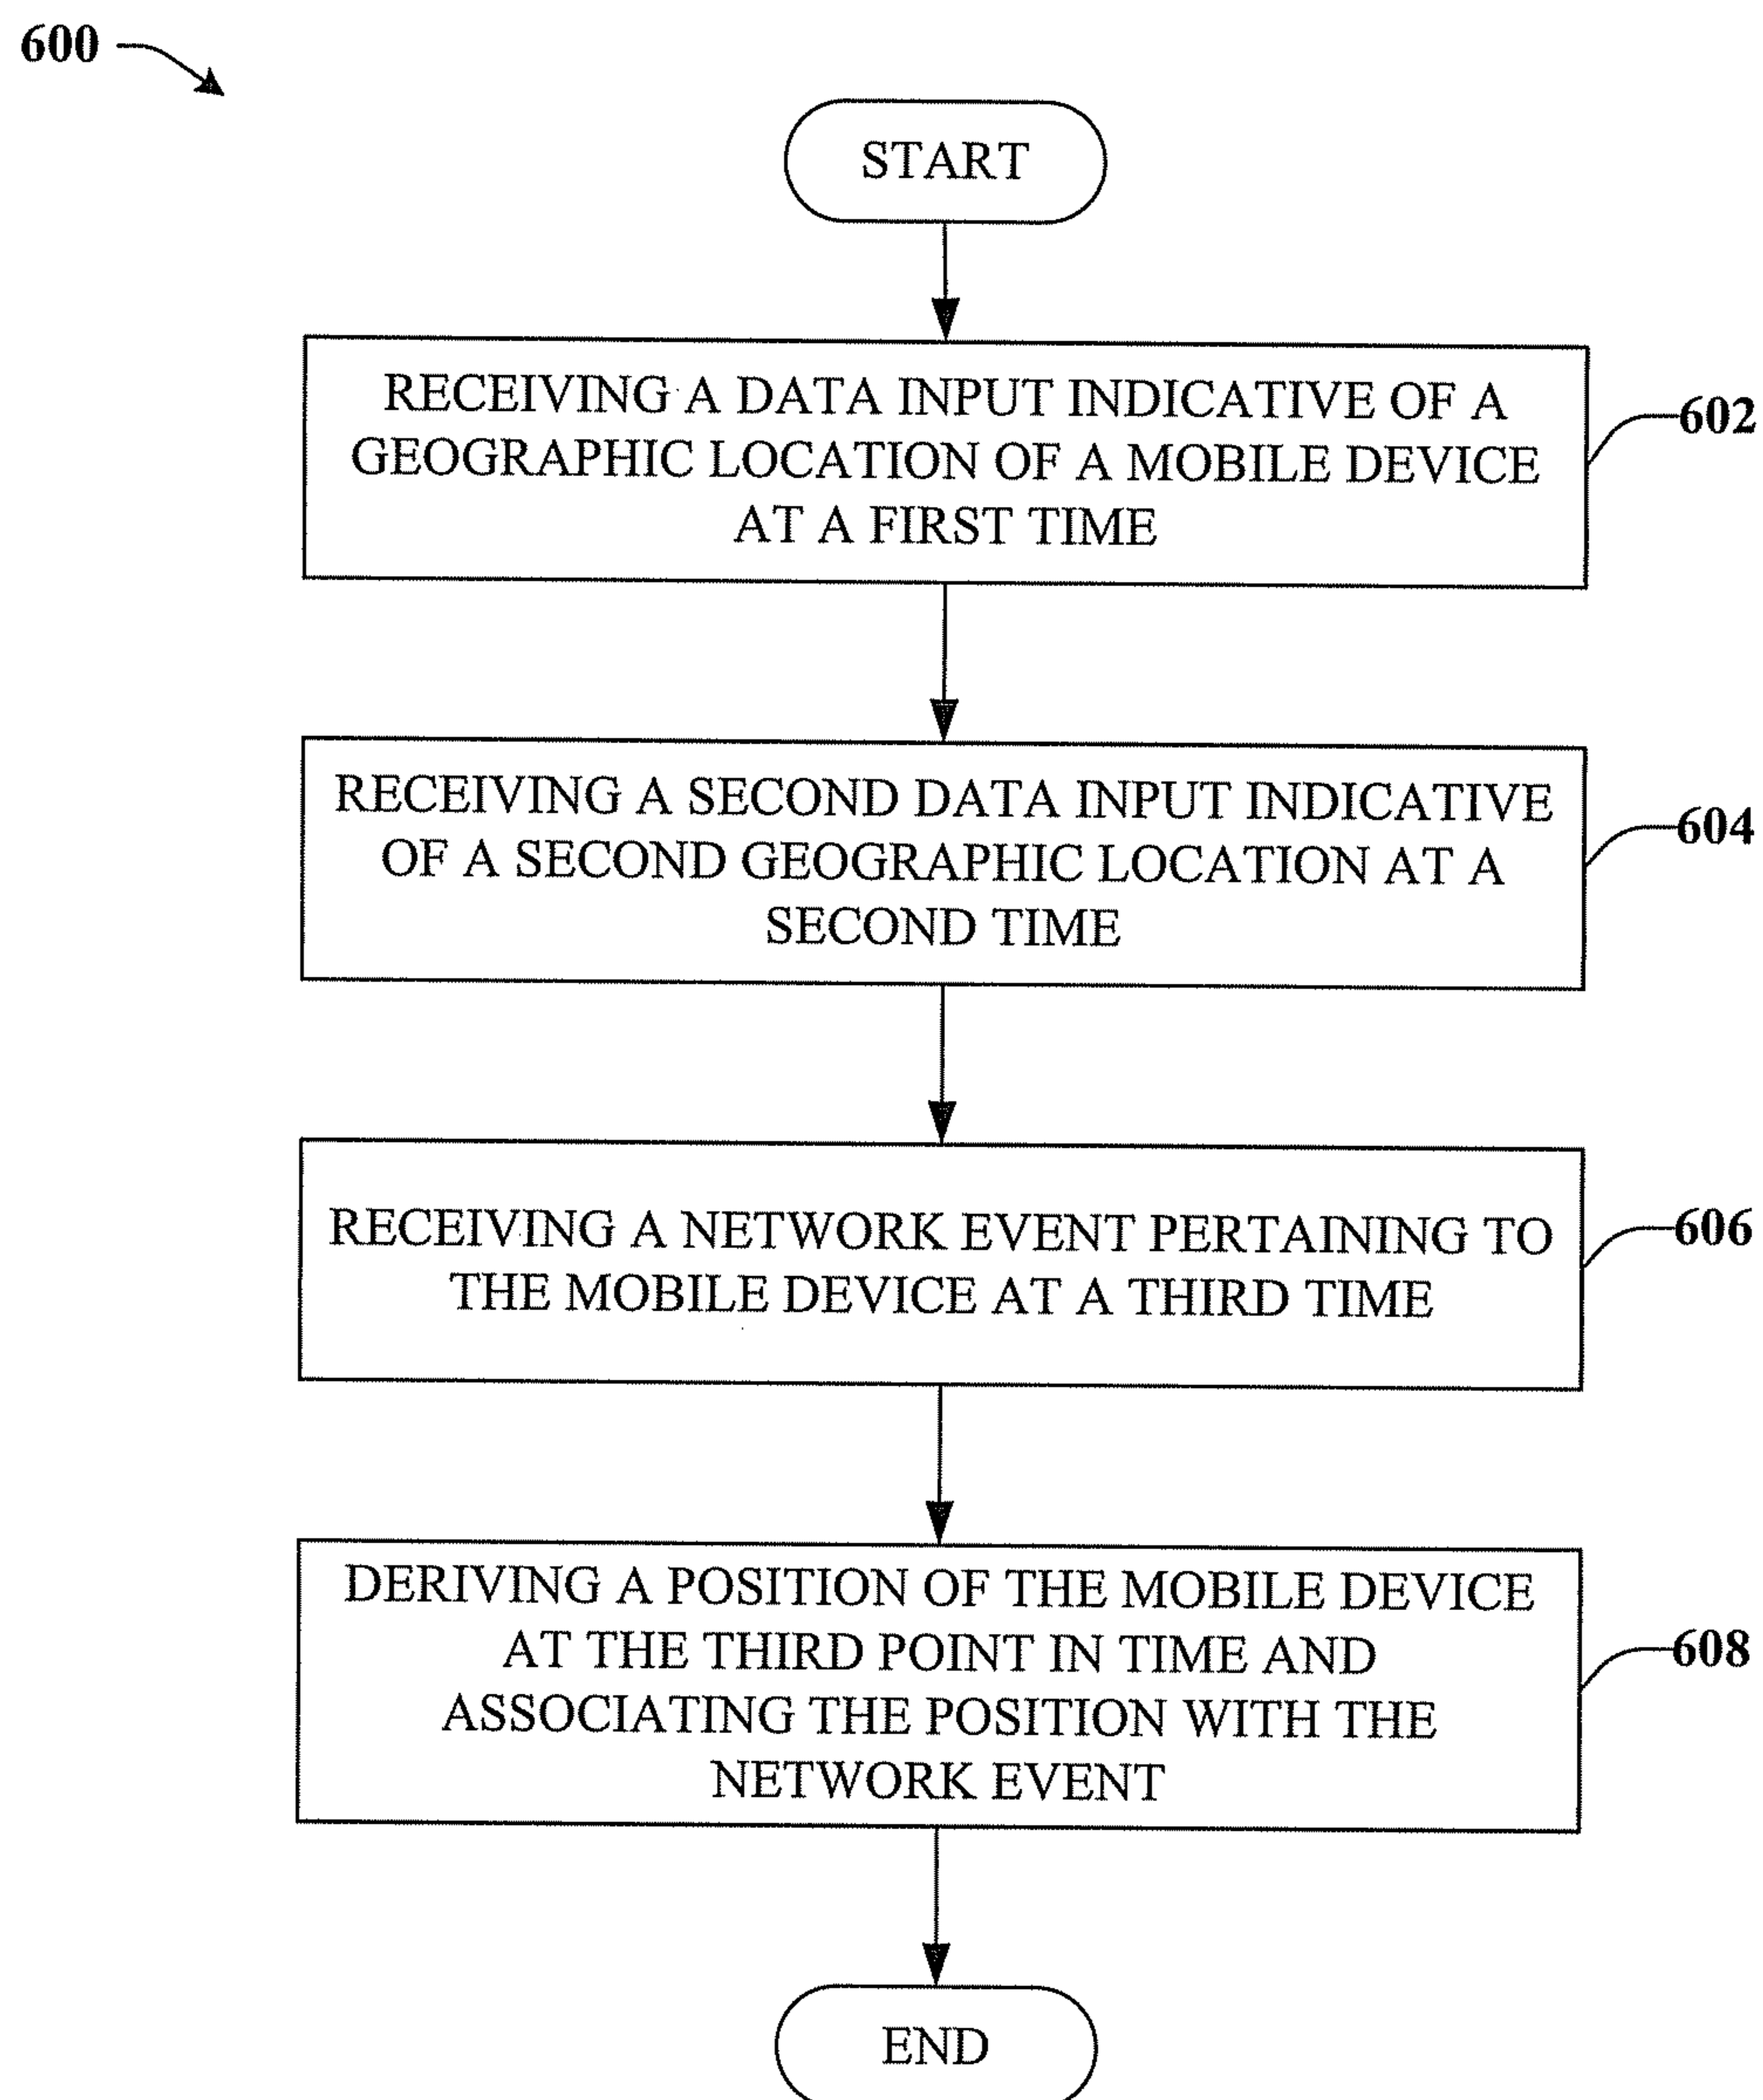 600
START
RECEIVING A DATA INPUT INDICATIVE OF A
GEOGRAPHIC LOCATION OF A MOBILE DEVICE
AT A FIRST TIME
602
RECEIVING A SECOND DATA INPUT INDICATIVE
OF A SECOND GEOGRAPHIC LOCATION AT A
SECOND TIME
604
RECEIVING A NETWORK EVENT PERTAINING TO
THE MOBILE DEVICE AT A THIRD TIME
606
DERIVING A POSITION OF THE MOBILE DEVICE
AT THE THIRD POINT IN TIME AND
ASSOCIATING THE POSITION WITH THE
NETWORK EVENT
608
END